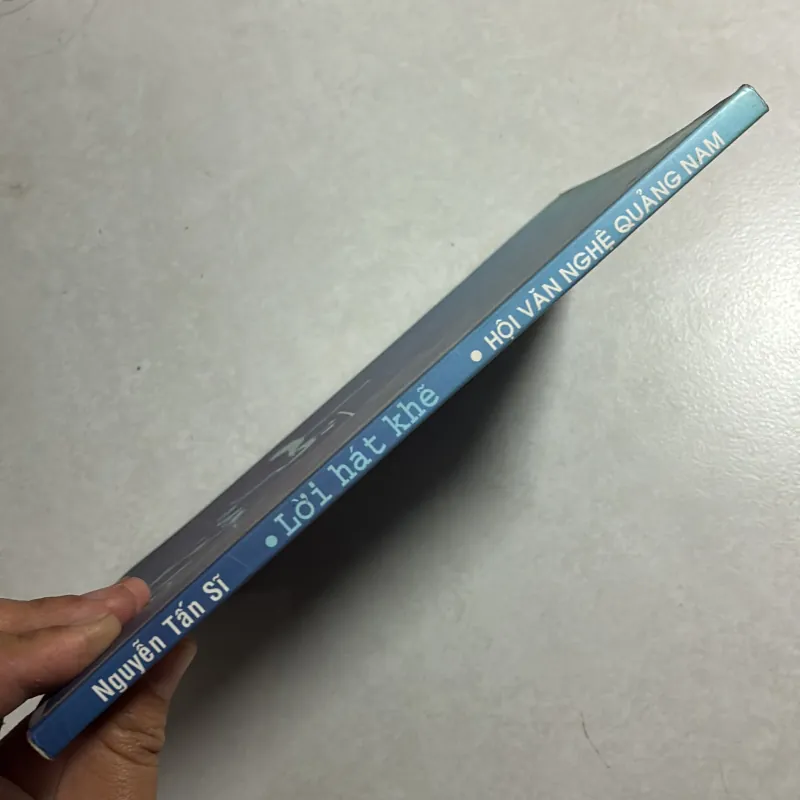 Nguyễn Tấn Sĩ • Lời hát khẽ • HỘI VĂN NGHỆ QUẢNG NAM